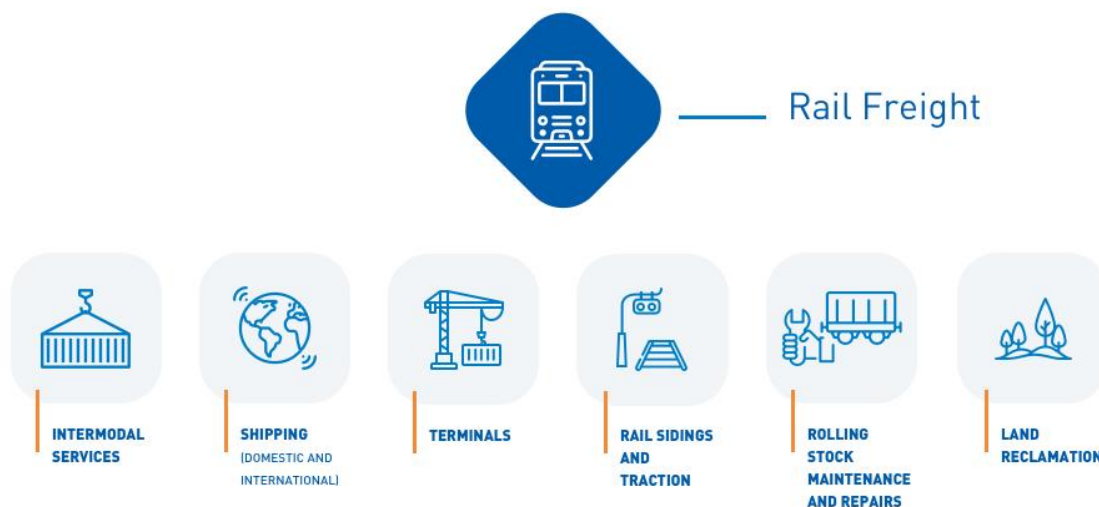 Rail Freight
INTERMODAL
SERVICES
SHIPPING
(DOMESTIC AND
INTERNATIONAL)
TERMINALS
RAIL SIDINGS
AND
TRACTION
ROLLING
STOCK
MAINTENANCE
AND REPAIRS
LAND
RECLAMATION